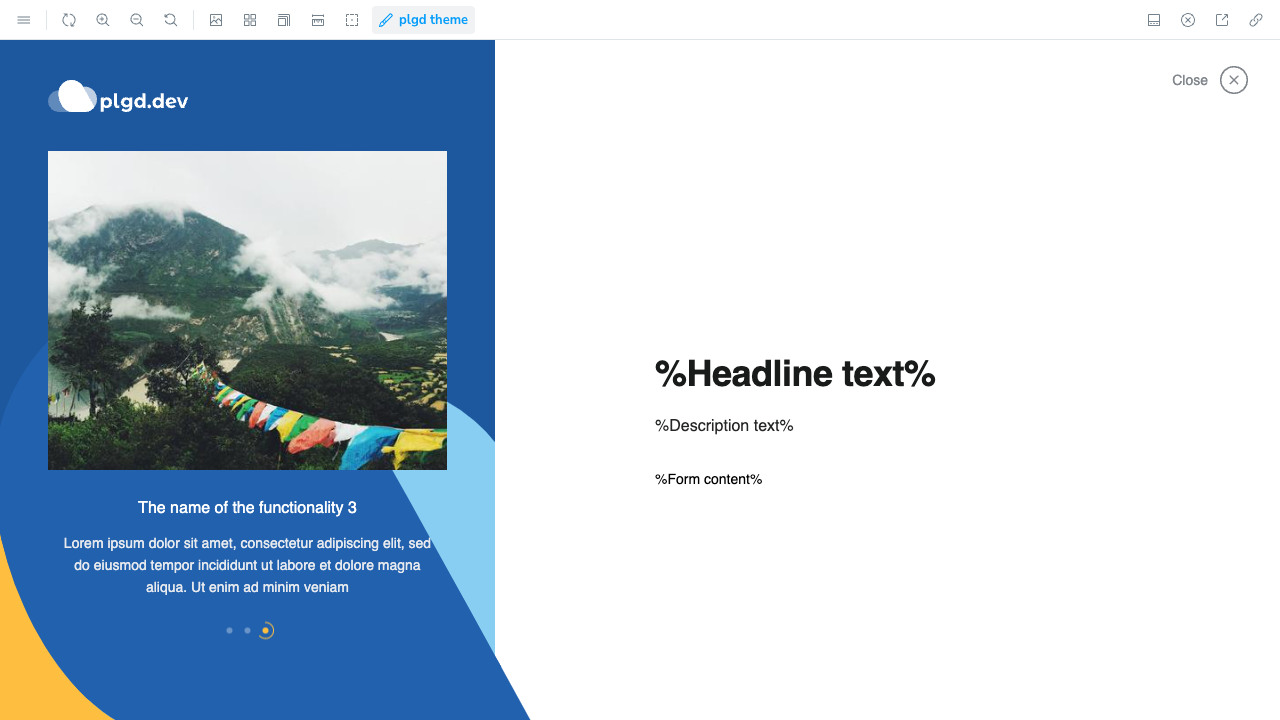 plgd theme
plgd.dev
Close
%Headline text%
%Description text%
%Form content%
The name of the functionality 3
Lorem ipsum dolor sit amet, consectetur adipiscing elit, sed
do eiusmod tempor incididunt ut labore et dolore magna
aliqua. Ut enim ad minim veniam